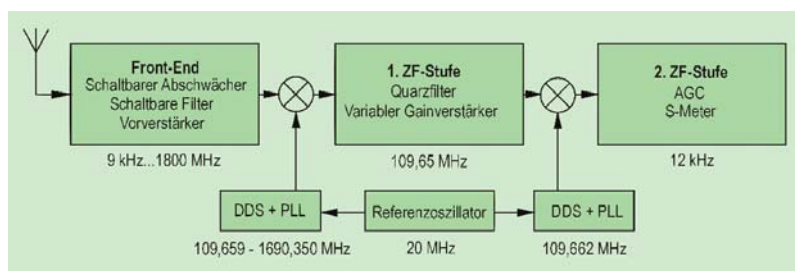 Front-End
Schaltbarer Abschwächer
Schaltbare Filter
Vorverstärker
9 kHz...1800 MHz
1. ZF-Stufe
Quarzfilter
Variabler Gainverstärker
109,65 MHz
2. ZF-Stufe
AGC
S-Meter
12 kHz
DDS + PLL
109,659 - 1690,350 MHz
Referenzoszillator
20 MHz
DDS + PLL
109,662 MHz